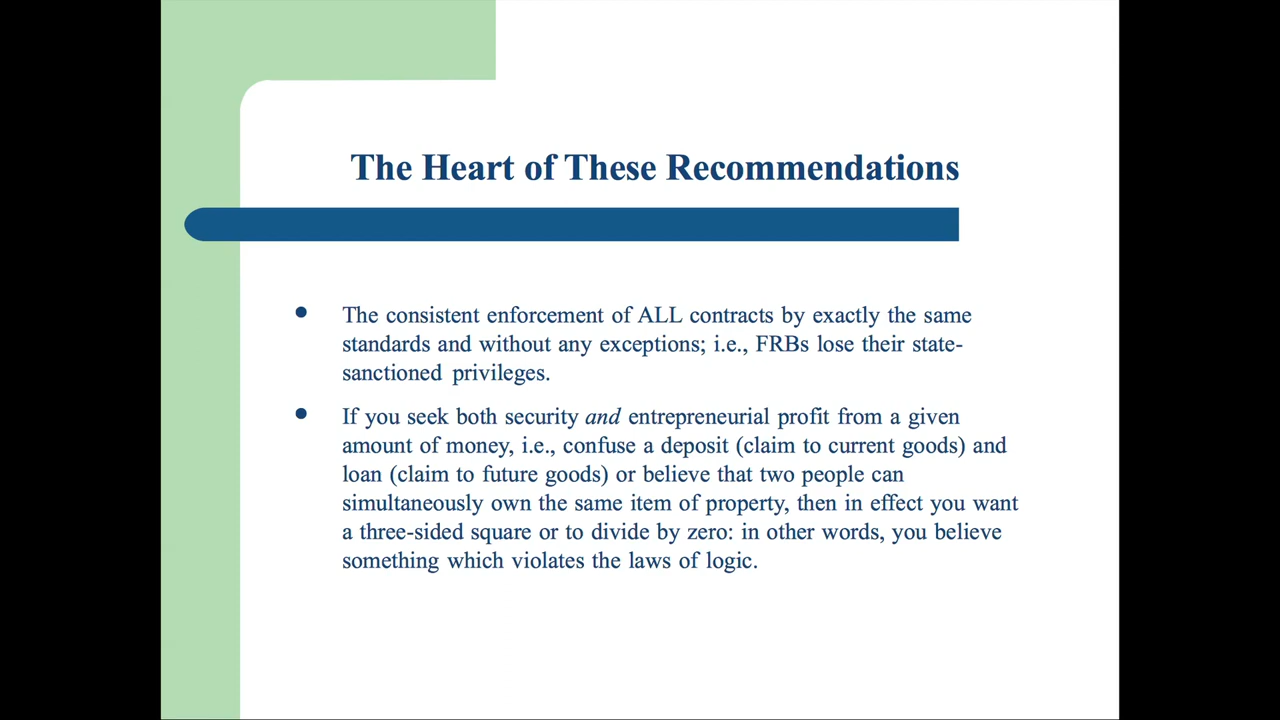 The Heart of These Recommendations
The consistent enforcement of ALL contracts by exactly the same
standards and without any exceptions; i.e., FRBs lose their state-
sanctioned privileges.
If you seek both security and entrepreneurial profit from a given
amount of money, i.e., confuse a deposit (claim to current goods) and
loan (claim to future goods) or believe that two people can
simultaneously own the same item of property, then in effect you want
a three-sided square or to divide by zero: in other words, you believe
something which violates the laws of logic.